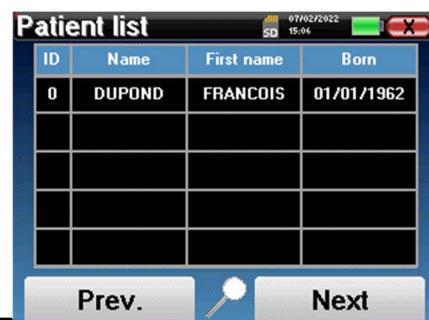 Patient list
SD
07/02/2022
15:06
X
ID Name First name Born
0 DUPOND FRANCOIS 01/01/1962
Prev. Next